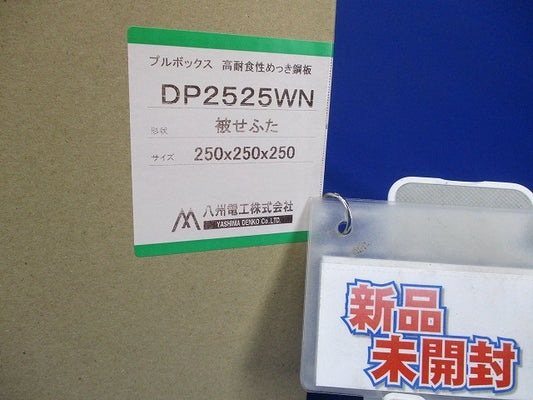 プルボックス 高耐食性めっき鋼板
DP2525WN
形状 被せふた
サイズ 250x250x250
八州電工株式会社
YASHIMA DENKO Co.,LTD.
新品
未開封